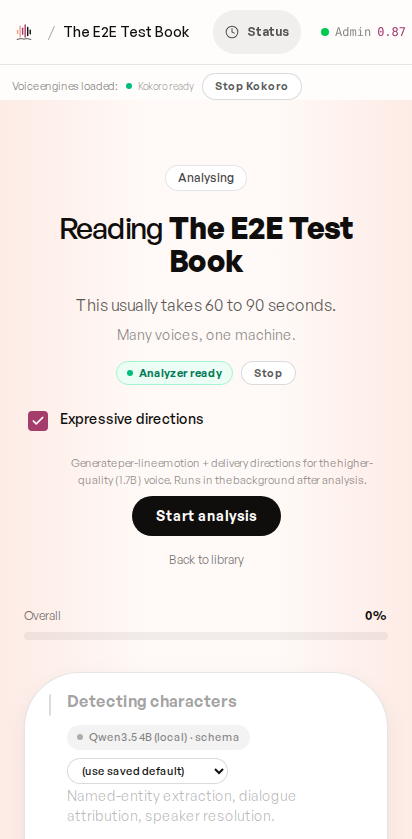 / The E2E Test Book Status Admin 0.87
Voice engines loaded: Kokoro ready Stop Kokoro
Analysing
Reading The E2E Test
Book
This usually takes 60 to 90 seconds.
Many voices, one machine.
Analyzer ready Stop
Expressive directions
Generate per-line emotion + delivery directions for the higher-
quality (1.7B) voice. Runs in the background after analysis.
Start analysis
Back to library
Overall 0%
Detecting characters
Qwen3.5 4B (local) · schema
(use saved default)
Named-entity extraction, dialogue
attribution, speaker resolution.